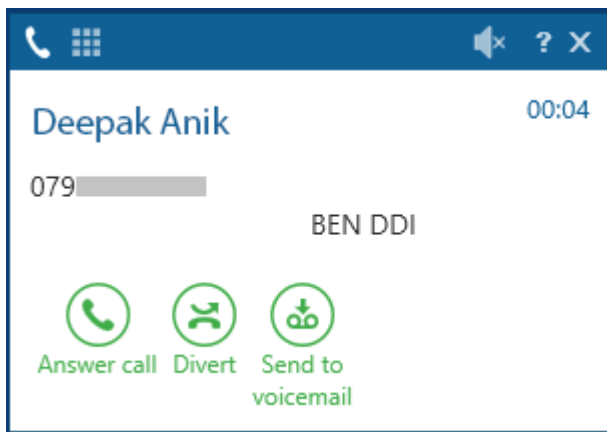 ? X
Deepak Anik
00:04
079
BEN DDI
Answer call
Divert
Send to
voicemail